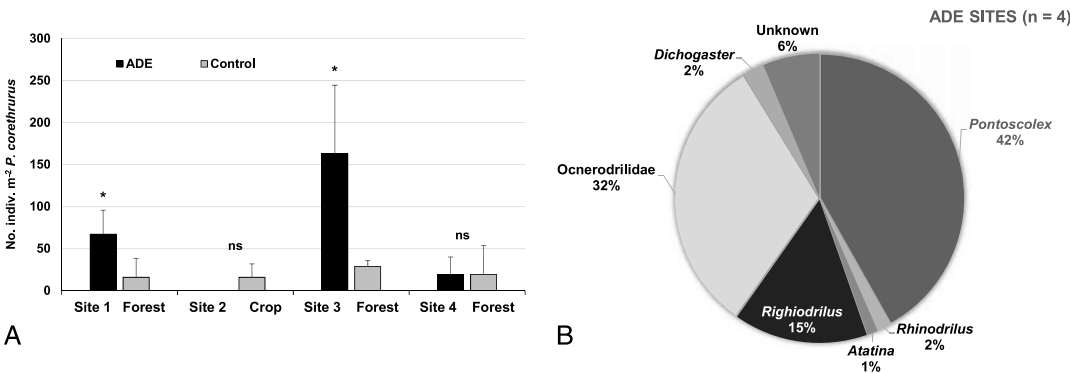 300
250
200
150
100
50
0
No. indiv. m-2 P. corethrurus
ADE Control
*
ns
*
ns
Site 1 Forest Site 2 Crop Site 3 Forest Site 4 Forest
A
ADE SITES (n = 4)
Unknown
6%
Dichogaster
2%
Pontoscolex
42%
Ocnerodrilidae
32%
Righiodrilus
15%
Rhinodrilus
2%
Atatina
1%
B